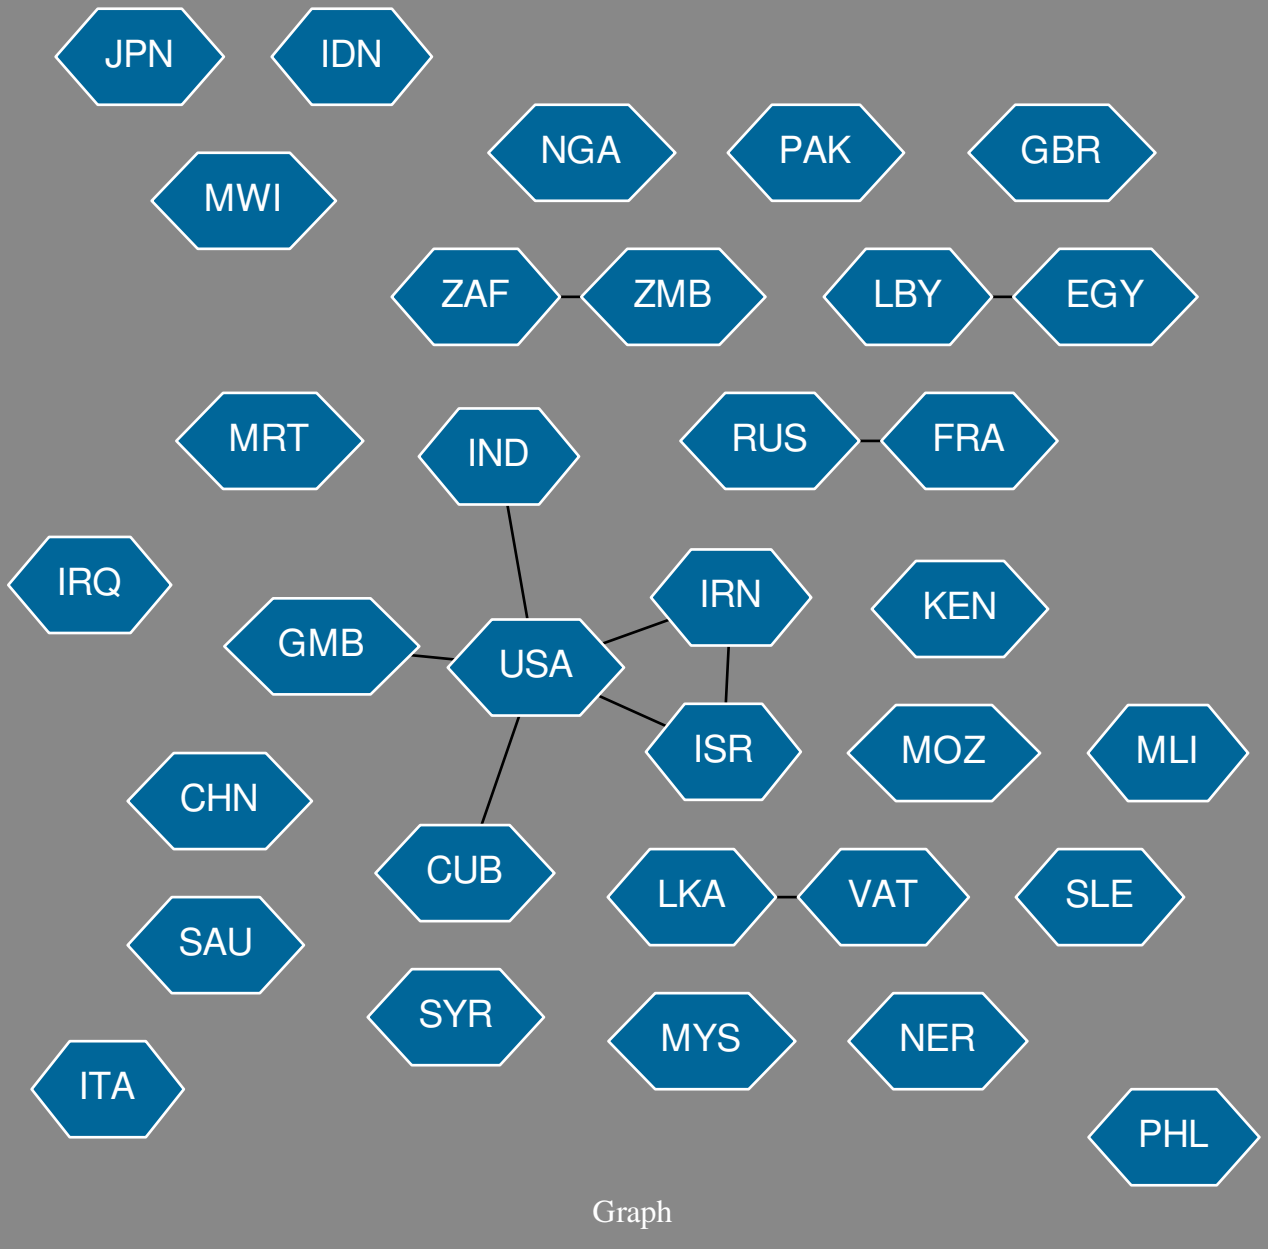 JPN
IDN
NGA
PAK
GBR
MWI
ZAF
ZMB
LBY
EGY
MRT
IND
RUS
FRA
IRQ
GMB
USA
IRN
KEN
ISR
MOZ
MLI
CHN
CUB
LKA
VAT
SLE
SAU
SYR
MYS
NER
ITA
PHL
Graph